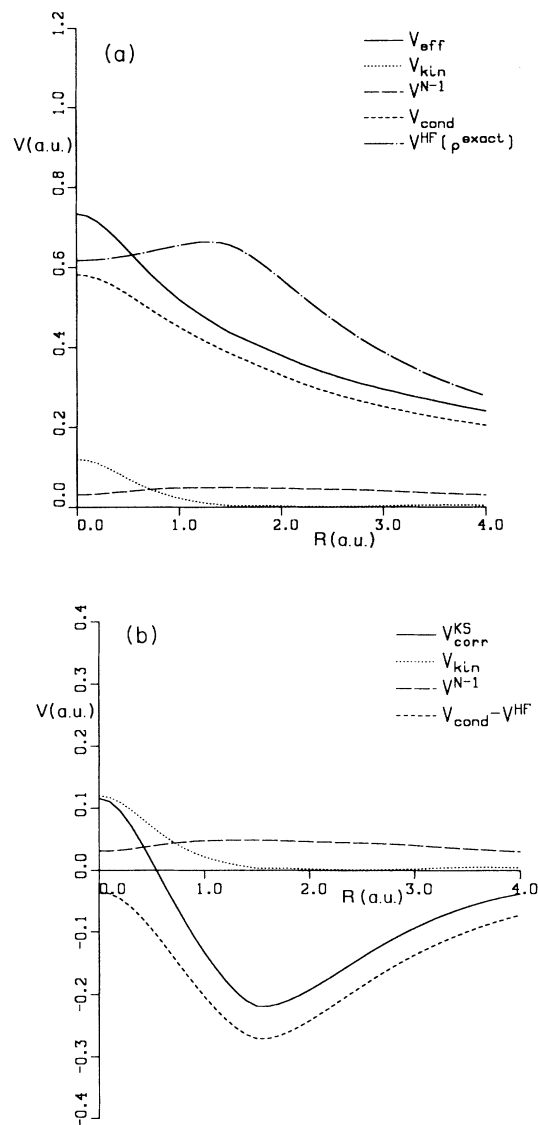 (a)
V_eff
V_kin
V^N-1
V_cond
V^HF(ρ^exact)
V(a.u.)
1.2
1.0
0.8
0.6
0.4
0.2
0.0
0.0 1.0 2.0 3.0 4.0
R(a.u.)
(b)
V^KS_corr
V_kin
V^N-1
V_cond-V^HF
V(a.u.)
0.4
0.3
0.2
0.1
0.0
-0.1
-0.2
-0.3
-0.4
0.0 1.0 2.0 3.0 4.0
R(a.u.)